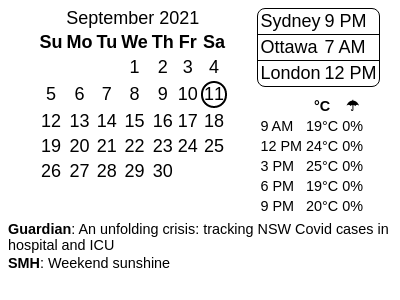 September 2021
Su Mo Tu We Th Fr Sa
1 2 3 4
5 6 7 8 9 10 11
12 13 14 15 16 17 18
19 20 21 22 23 24 25
26 27 28 29 30
Sydney 9 PM
Ottawa 7 AM
London 12 PM
°C ☂
9 AM 19°C 0%
12 PM 24°C 0%
3 PM 25°C 0%
6 PM 19°C 0%
9 PM 20°C 0%
Guardian: An unfolding crisis: tracking NSW Covid cases in
hospital and ICU
SMH: Weekend sunshine